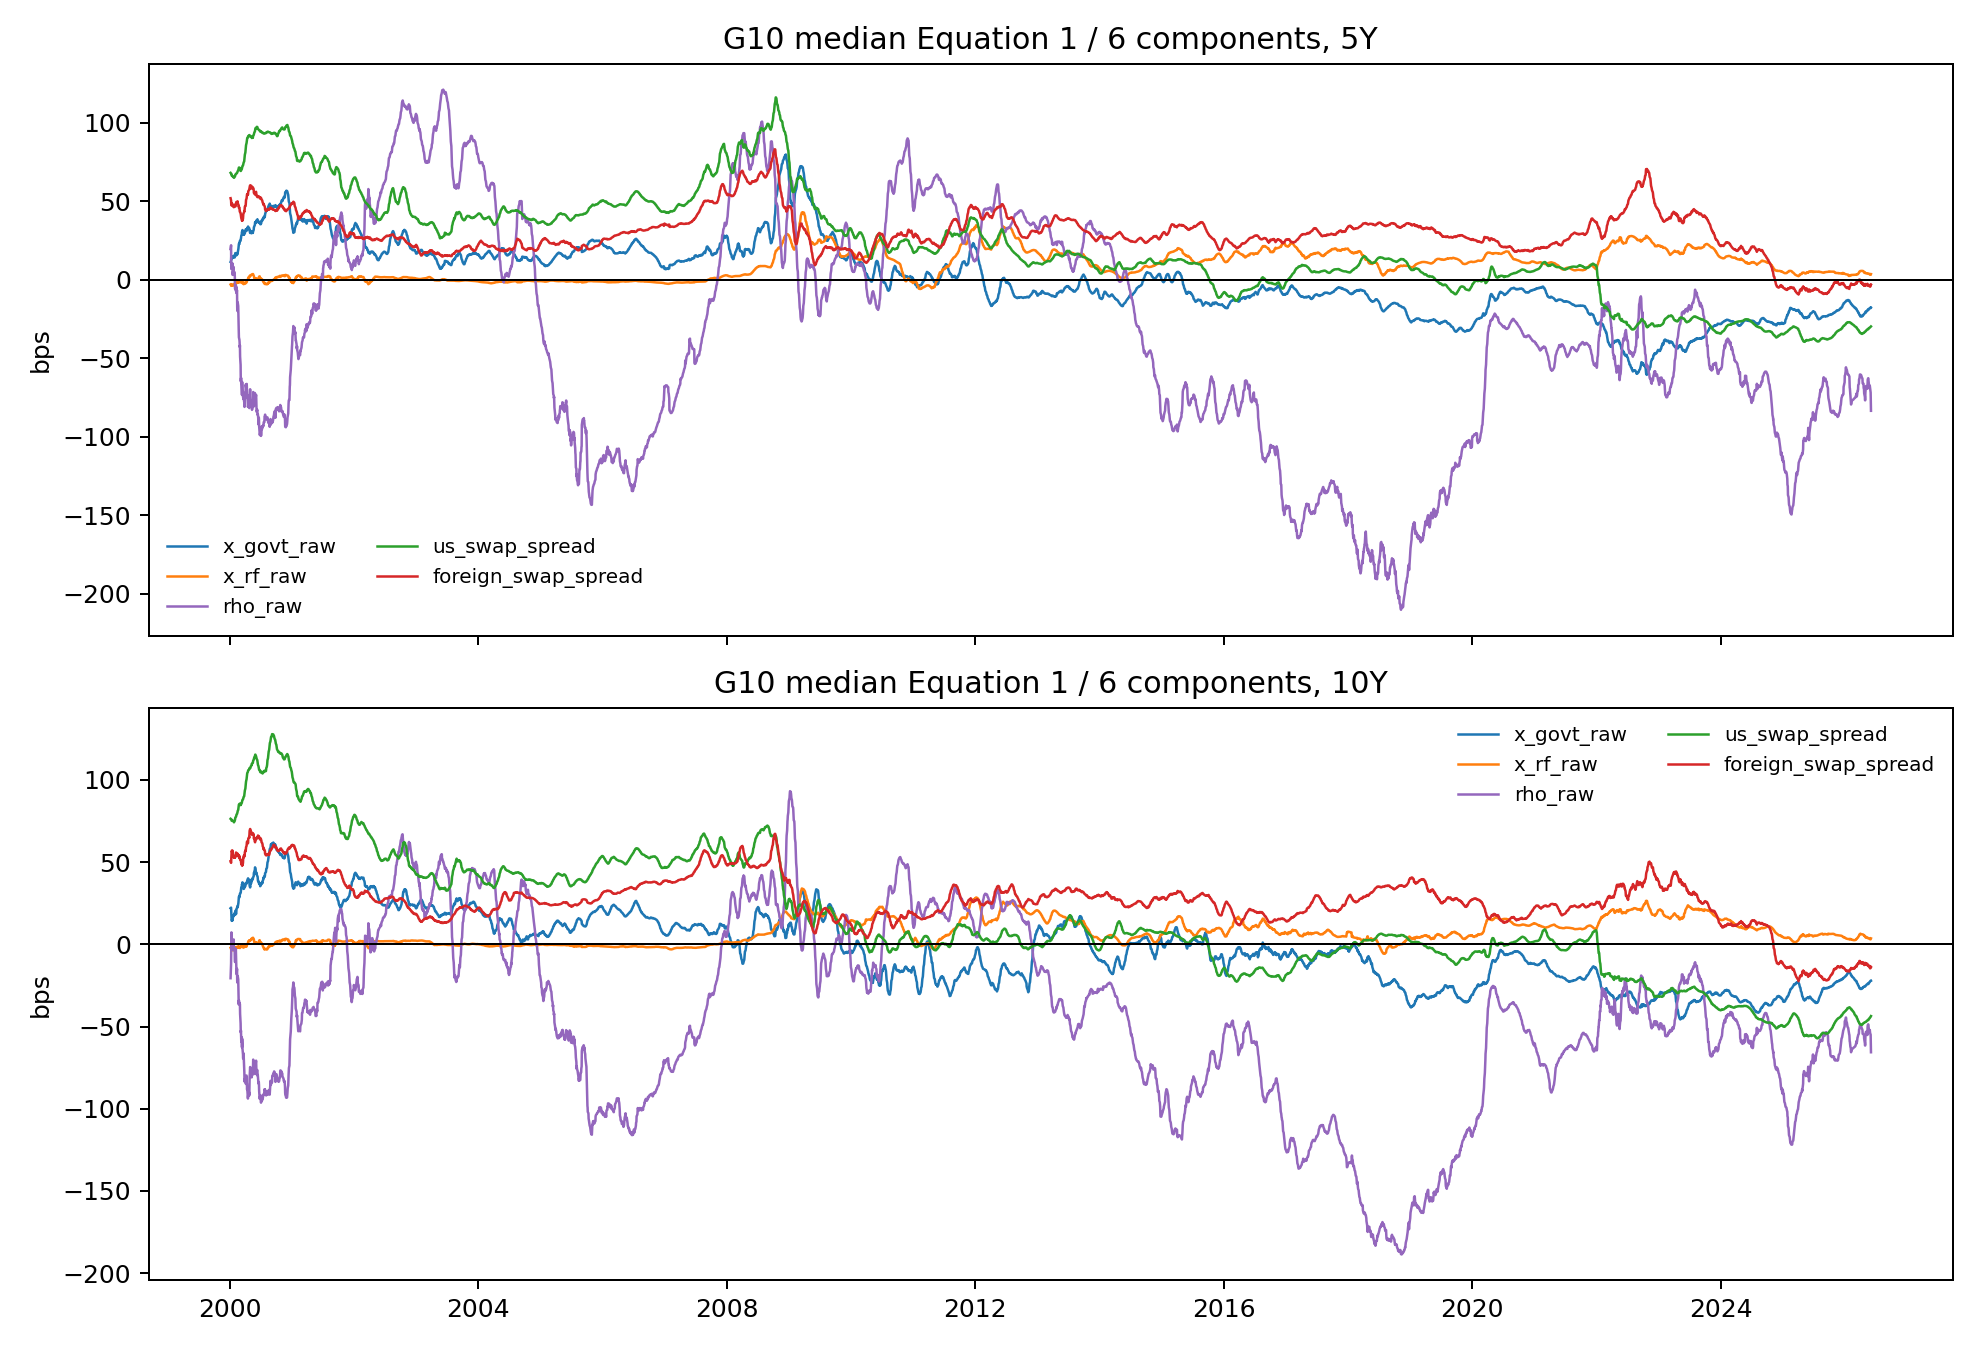 G10 median Equation 1 / 6 components, 5Y
100
50
0
−50
−100
−150
−200
bps
x_govt_raw
x_rf_raw
rho_raw
us_swap_spread
foreign_swap_spread
G10 median Equation 1 / 6 components, 10Y
100
50
0
−50
−100
−150
−200
bps
x_govt_raw
x_rf_raw
rho_raw
us_swap_spread
foreign_swap_spread
2000 2004 2008 2012 2016 2020 2024